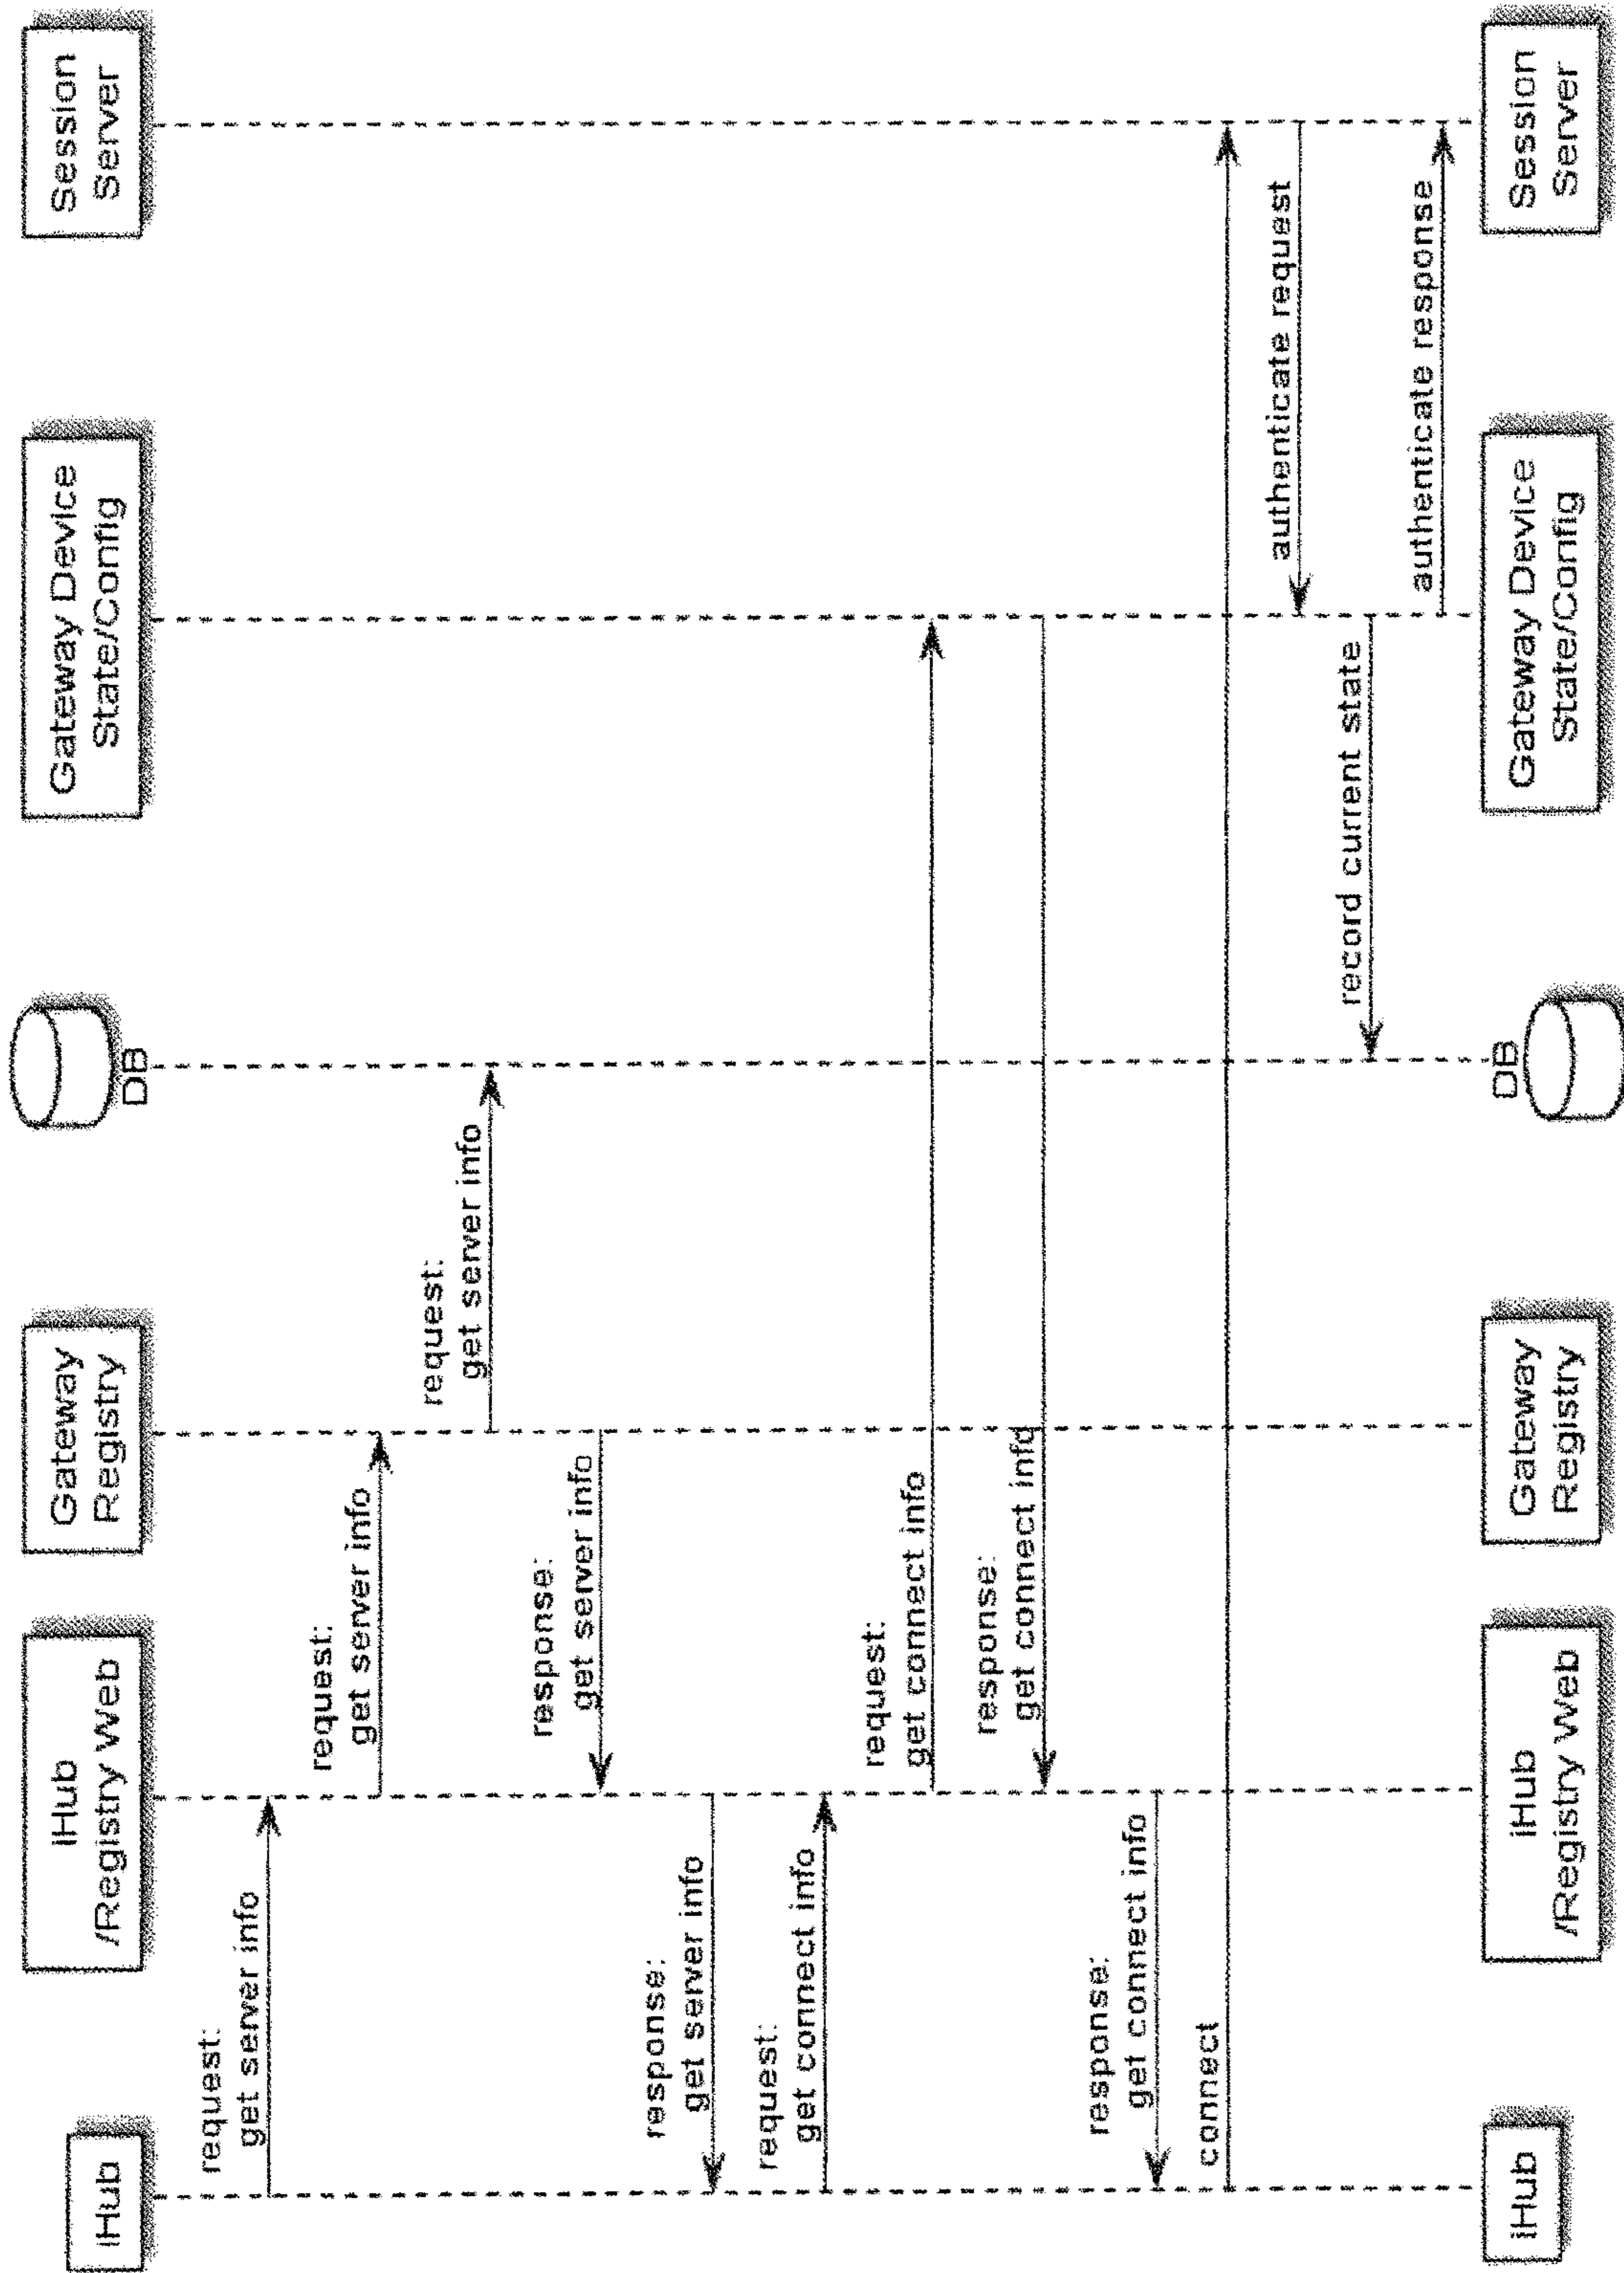 iHub
iHub
/Registry Web
Gateway
Registry
DB
Gateway Device
State/Config
Session
Server
request:
get server info
request:
get server info
request:
get server info
response:
get server info
response:
get server info
request:
get connect info
request:
get connect info
response:
get connect info
response:
get connect info
connect
authenticate request
record current state
authenticate response
iHub
iHub
/Registry Web
Gateway
Registry
DB
Gateway Device
State/Config
Session
Server